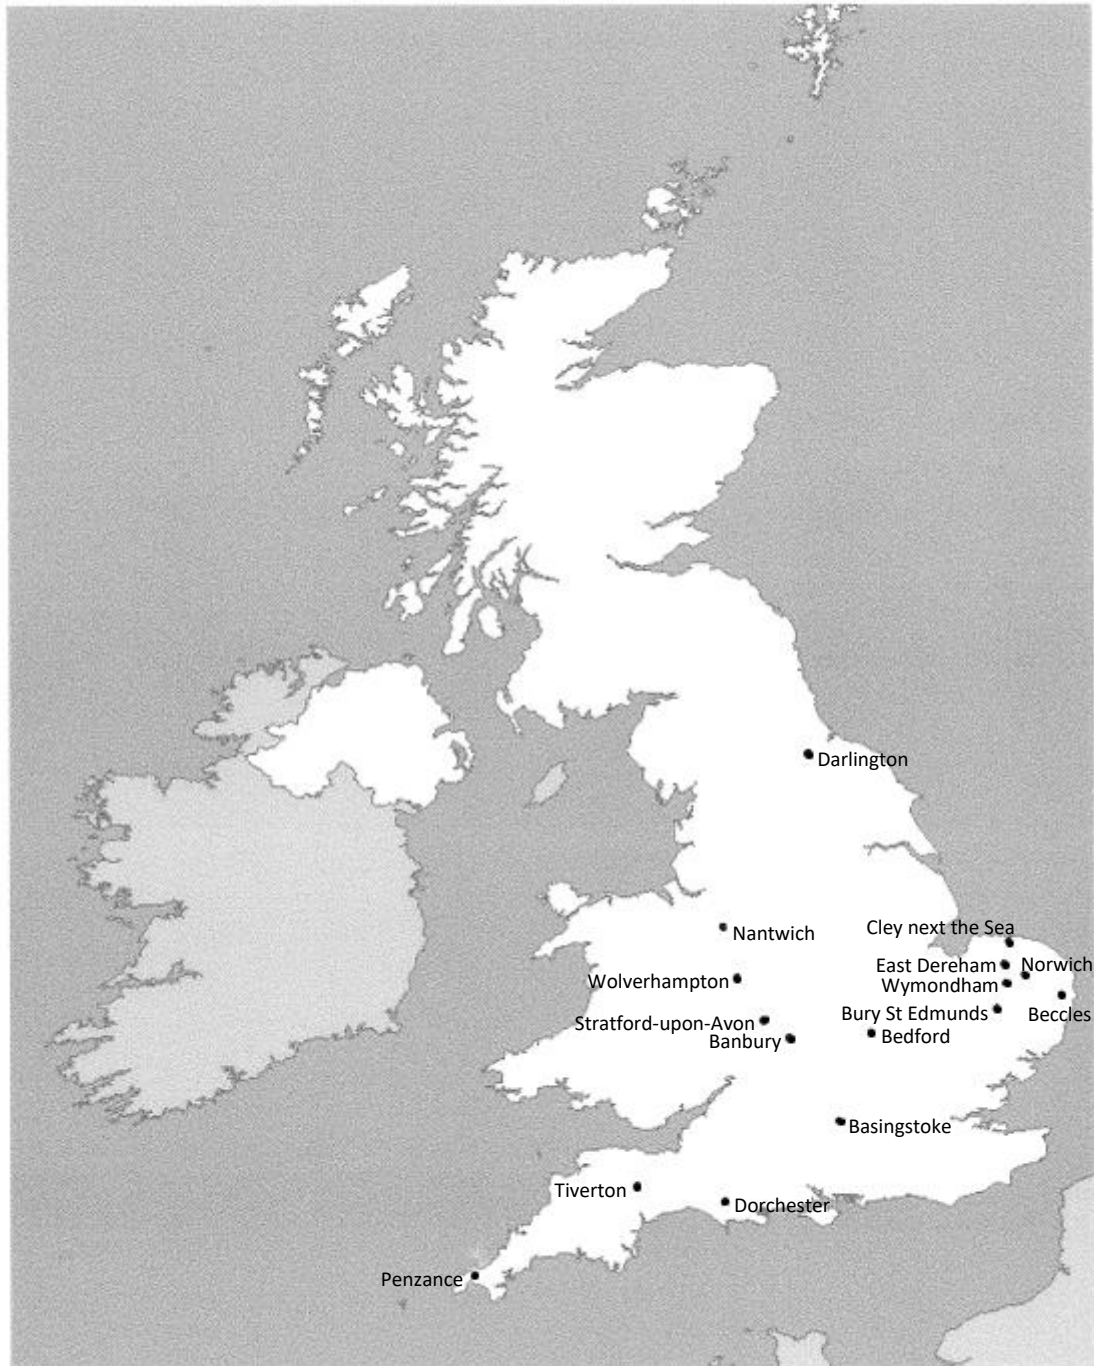 Darlington
Cley next the Sea
Nantwich
East Dereham
Norwich
Wolverhampton
Wymondham
Bury St Edmunds
Beccles
Stratford-upon-Avon
Bedford
Banbury
Basingstoke
Tiverton
Dorchester
Penzance